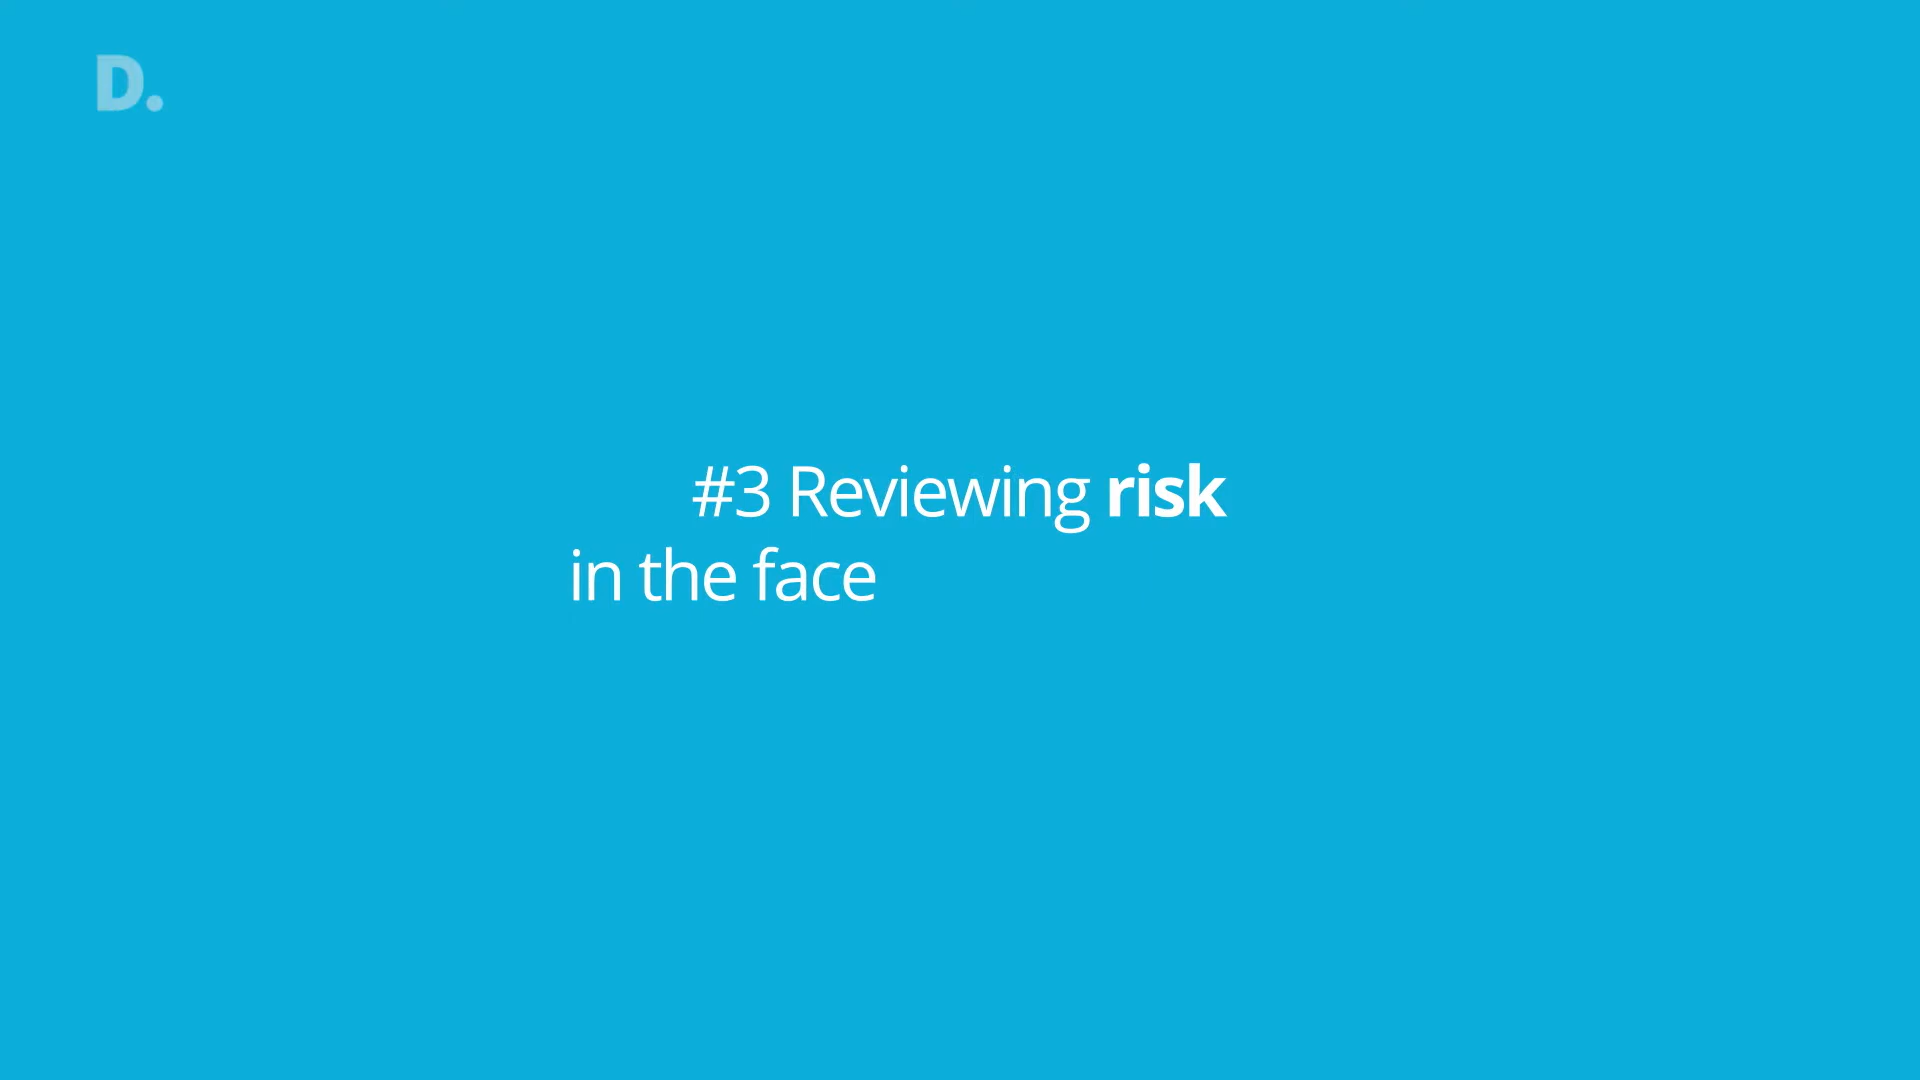 D.
#3 Reviewing risk
in the face